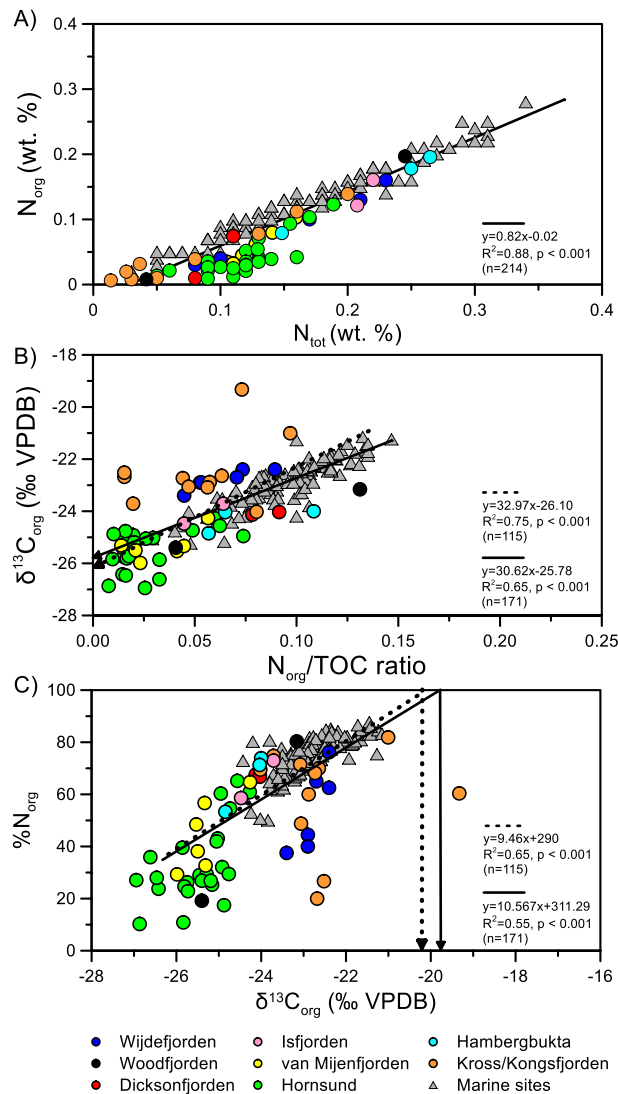 A)
0.4
0.3
0.2
0.1
0
N_org (wt. %)
y=0.82x-0.02
R²=0.88, p < 0.001
(n=214)
0 0.1 0.2 0.3 0.4
N_tot (wt. %)
B)
-18
-20
-22
-24
-26
-28
δ¹³C_org (‰ VPDB)
y=32.97x-26.10
R²=0.75, p < 0.001
(n=115)
y=30.62x-25.78
R²=0.65, p < 0.001
(n=171)
0.00 0.05 0.10 0.15 0.20 0.25
N_org/TOC ratio
C)
100
80
60
40
20
0
%N_org
y=9.46x+290
R²=0.65, p < 0.001
(n=115)
y=10.567x+311.29
R²=0.55, p < 0.001
(n=171)
-28 -26 -24 -22 -20 -18 -16
δ¹³C_org (‰ VPDB)
Wijdefjorden Isfjorden Hambergbukta
Woodfjorden van Mijenfjorden Kross/Kongsfjorden
Dicksonfjorden Hornsund Marine sites